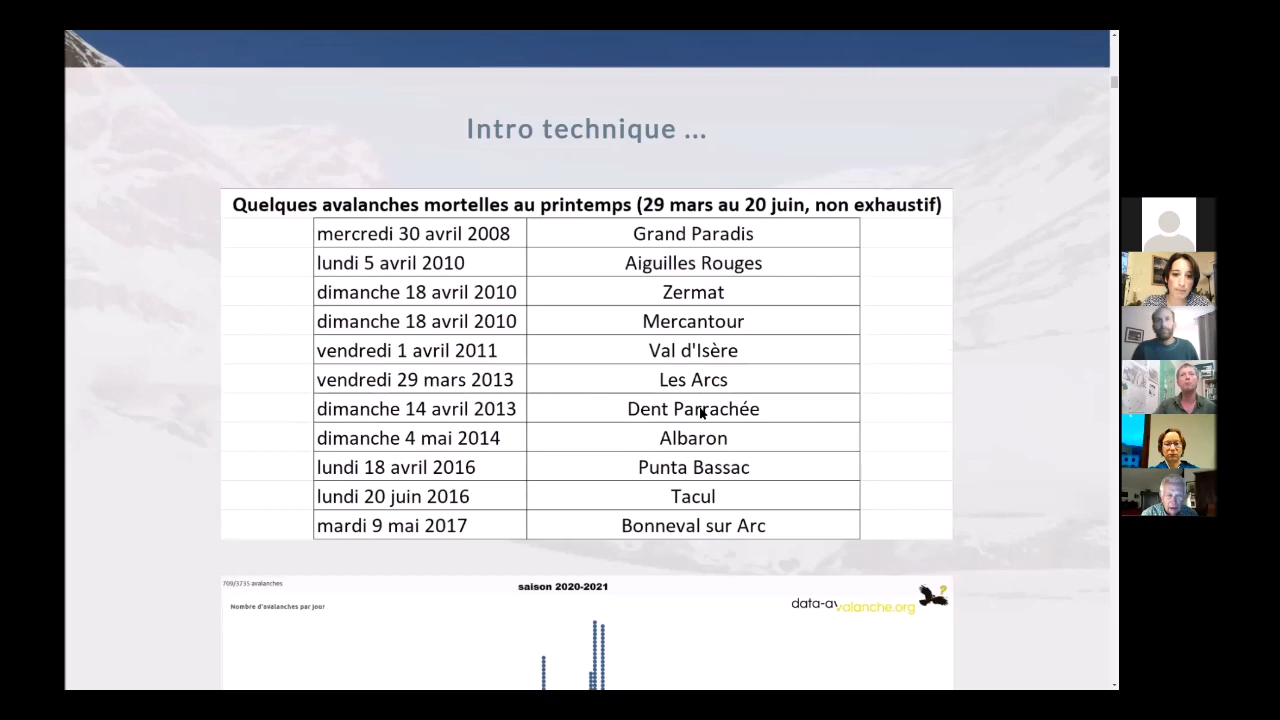 Intro technique ...
Quelques avalanches mortelles au printemps (29 mars au 20 juin, non exhaustif)
mercredi 30 avril 2008 Grand Paradis
lundi 5 avril 2010 Aiguilles Rouges
dimanche 18 avril 2010 Zermat
dimanche 18 avril 2010 Mercantour
vendredi 1 avril 2011 Val d'Isère
vendredi 29 mars 2013 Les Arcs
dimanche 14 avril 2013 Dent Parrachée
dimanche 4 mai 2014 Albaron
lundi 18 avril 2016 Punta Bassac
lundi 20 juin 2016 Tacul
mardi 9 mai 2017 Bonneval sur Arc
709/3735 avalanches
saison 2020-2021
Nombre d'avalanches par jour
data-avalanche.org